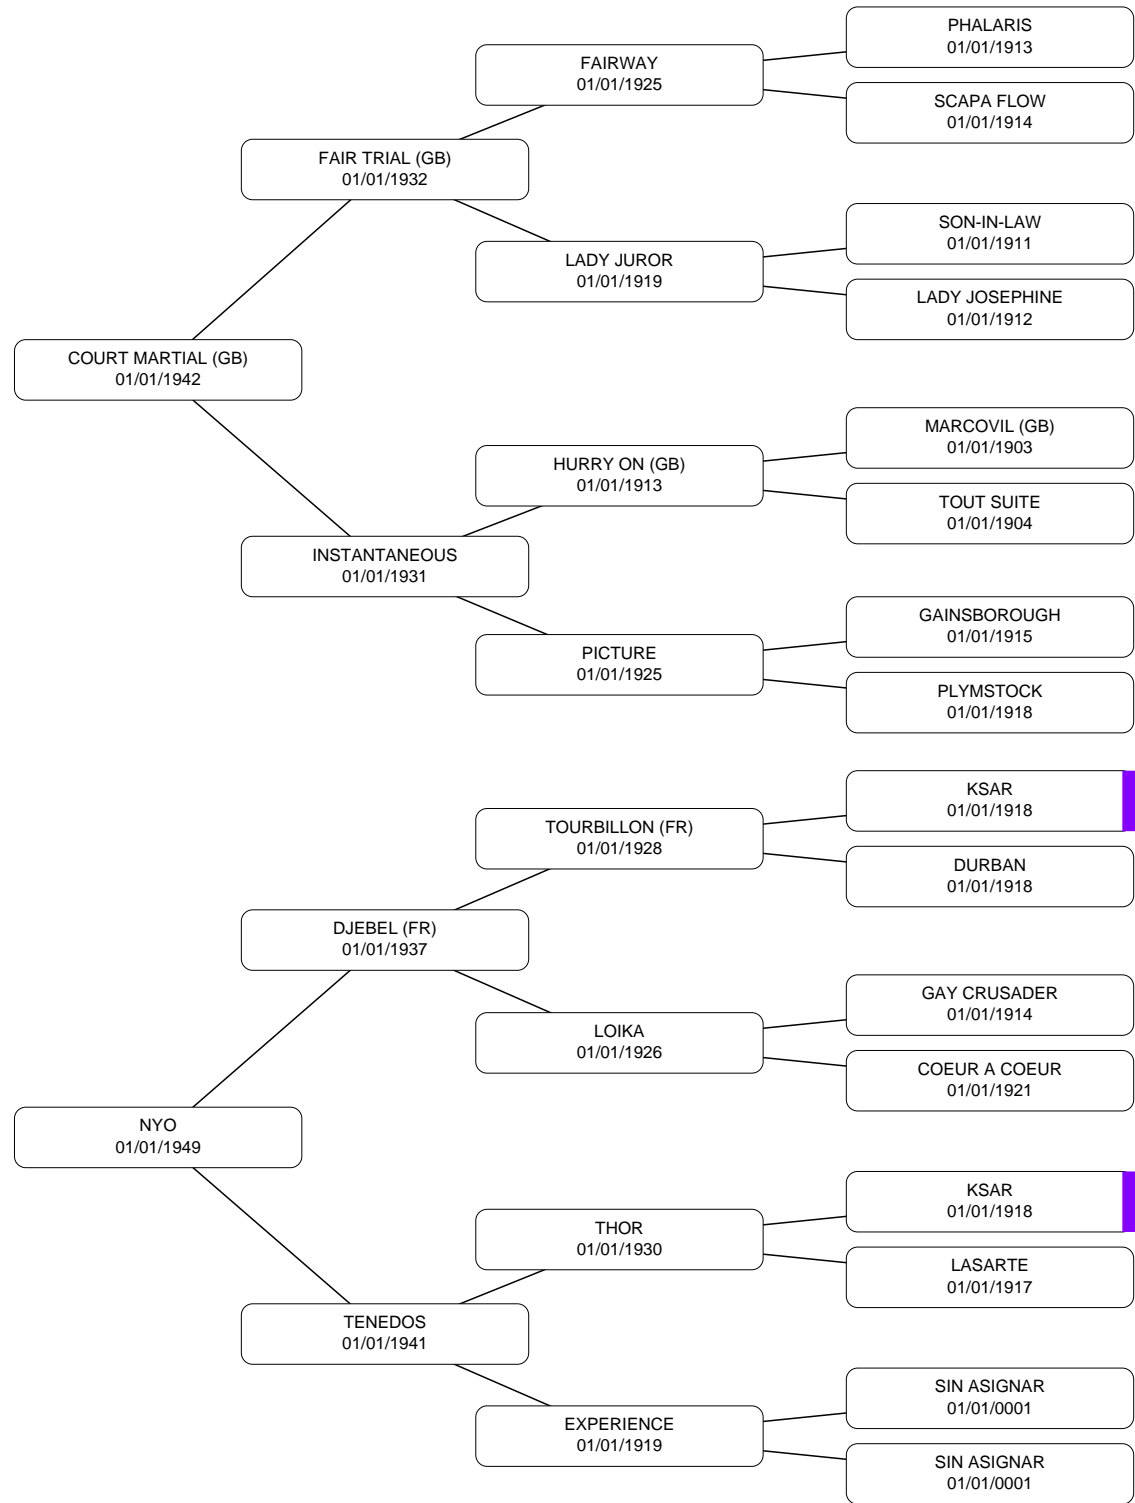 PHALARIS
01/01/1913
FAIRWAY
01/01/1925
SCAPA FLOW
01/01/1914
FAIR TRIAL (GB)
01/01/1932
SON-IN-LAW
01/01/1911
LADY JUROR
01/01/1919
LADY JOSEPHINE
01/01/1912
COURT MARTIAL (GB)
01/01/1942
MARCOVIL (GB)
01/01/1903
HURRY ON (GB)
01/01/1913
TOUT SUITE
01/01/1904
INSTANTANEOUS
01/01/1931
GAINSBOROUGH
01/01/1915
PICTURE
01/01/1925
PLYMSTOCK
01/01/1918
KSAR
01/01/1918
TOURBILLON (FR)
01/01/1928
DURBAN
01/01/1918
DJEBEL (FR)
01/01/1937
GAY CRUSADER
01/01/1914
LOIKA
01/01/1926
COEUR A COEUR
01/01/1921
NYO
01/01/1949
KSAR
01/01/1918
THOR
01/01/1930
LASARTE
01/01/1917
TENEDOS
01/01/1941
SIN ASIGNAR
01/01/0001
EXPERIENCE
01/01/1919
SIN ASIGNAR
01/01/0001